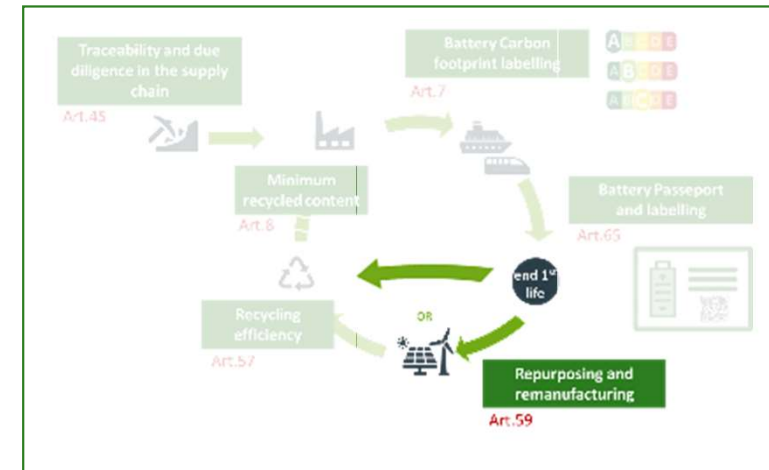 Traceability and due
diligence in the supply
chain
Art.45
Battery Carbon
footprint labelling
Art.7
A B C D E
A B C D E
A B C D E
Minimum
recycled content
Art.8
Battery Passeport
and labelling
Art.65
end 1st
life
OR
Recycling
efficiency
Art.57
Repurposing and
remanufacturing
Art.59